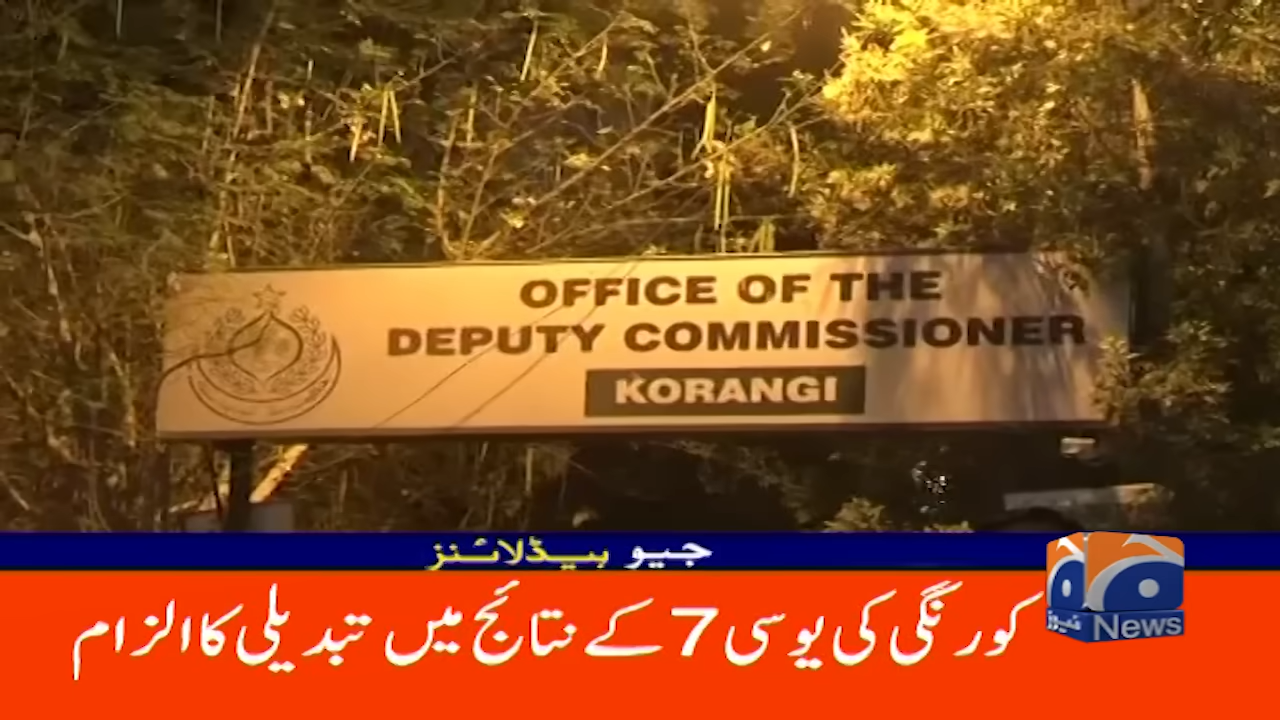 OFFICE OF THE
DEPUTY COMMISSIONER
KORANGI
جیو ہیڈلائنز
کورنگی کی یوسی 7 کے نتائج میں تبدیلی کا الزام
نیوز News